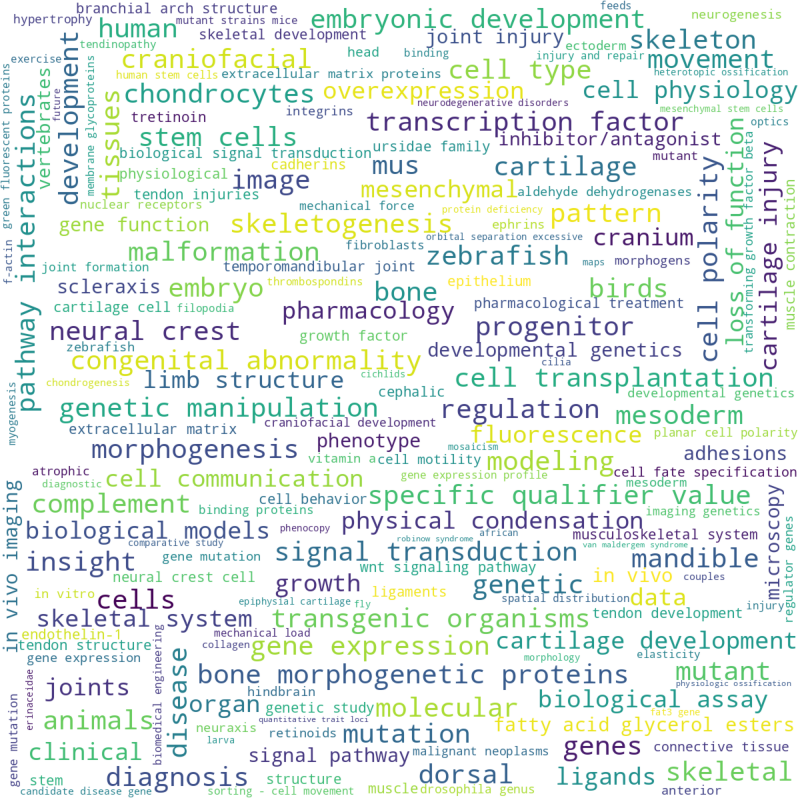 branchial arch structure
feeds
hypertrophy
mutant strains mice
human
embryonic development
neurogenesis
skeletal development
joint injury
skeleton
tendinopathy
craniofacial
head
binding
ectoderm
injury and repair
movement
exercise
human stem cells
extracellular matrix proteins
cell type
heterotopic ossification
cell physiology
chondrocytes
overexpression
neurodegenerative disorders
mesenchymal stem cells
tretinoin
integrins
transcription factor
optics
stem cells
inhibitor/antagonist
mutant
biological signal transduction
ursidae family
cadherins
mus
cartilage
physiological
image
mesenchymal
aldehyde dehydrogenases
tendon injuries
nuclear receptors
mechanical force
protein deficiency
pattern
gene function
skeletogenesis
ephrins
orbital separation excessive
cranium
malformation
fibroblasts
zebrafish
maps
morphogens
joint formation
temporomandibular joint
scleraxis
embryo
thrombospondins
bone
epithelium
birds
cartilage cell
filopodia
pharmacology
pharmacological treatment
neural crest
growth factor
progenitor
zebrafish
congenital abnormality
developmental genetics
cilia
chondrogenesis
limb structure
cichlids
cell transplantation
cephalic
developmental genetics
genetic manipulation
regulation
mesoderm
extracellular matrix
craniofacial development
fluorescence
planar cell polarity
morphogenesis
phenotype
mosaicism
adhesions
vitamin a
cell motility
modeling
atrophic
cell communication
gene expression profile
cell fate specification
diagnostic
mesoderm
complement
cell behavior
specific qualifier value
binding proteins
imaging genetics
biological models
phenocopy
physical condensation
musculoskeletal system
african
robinow syndrome
comparative study
signal transduction
van maldergem syndrome
insight
gene mutation
mandible
wnt signaling pathway
neural crest cell
growth
genetic
in vivo
couples
in vitro
cells
epiphysial cartilage
fly
ligaments
spatial distribution
data
injury
skeletal system
transgenic organisms
tendon development
endothelin-1
mechanical load
tendon structure
collagen
gene expression
cartilage development
gene expression
morphology
elasticity
bone morphogenetic proteins
mutant
physiologic ossification
joints
hindbrain
organ
genetic study
molecular
biological assay
fat3 gene
animals
neuraxis
quantitative trait loci
fatty acid glycerol esters
retinoids
mutation
clinical
larva
signal pathway
malignant neoplasms
genes
connective tissue
stem
diagnosis
structure
dorsal
ligands
skeletal
candidate disease gene
sorting - cell movement
muscle
drosophila genus
anterior
green fluorescent proteins
f-actin
pathway interactions
vertebrates
development
future
membrane glycoproteins
tissues
myogenesis
in vivo imaging
gene mutation
erinaceidae
biomedical engineering
disease
cell polarity
loss of function
transforming growth factor beta
cartilage injury
muscle contraction
microscopy
regulator genes